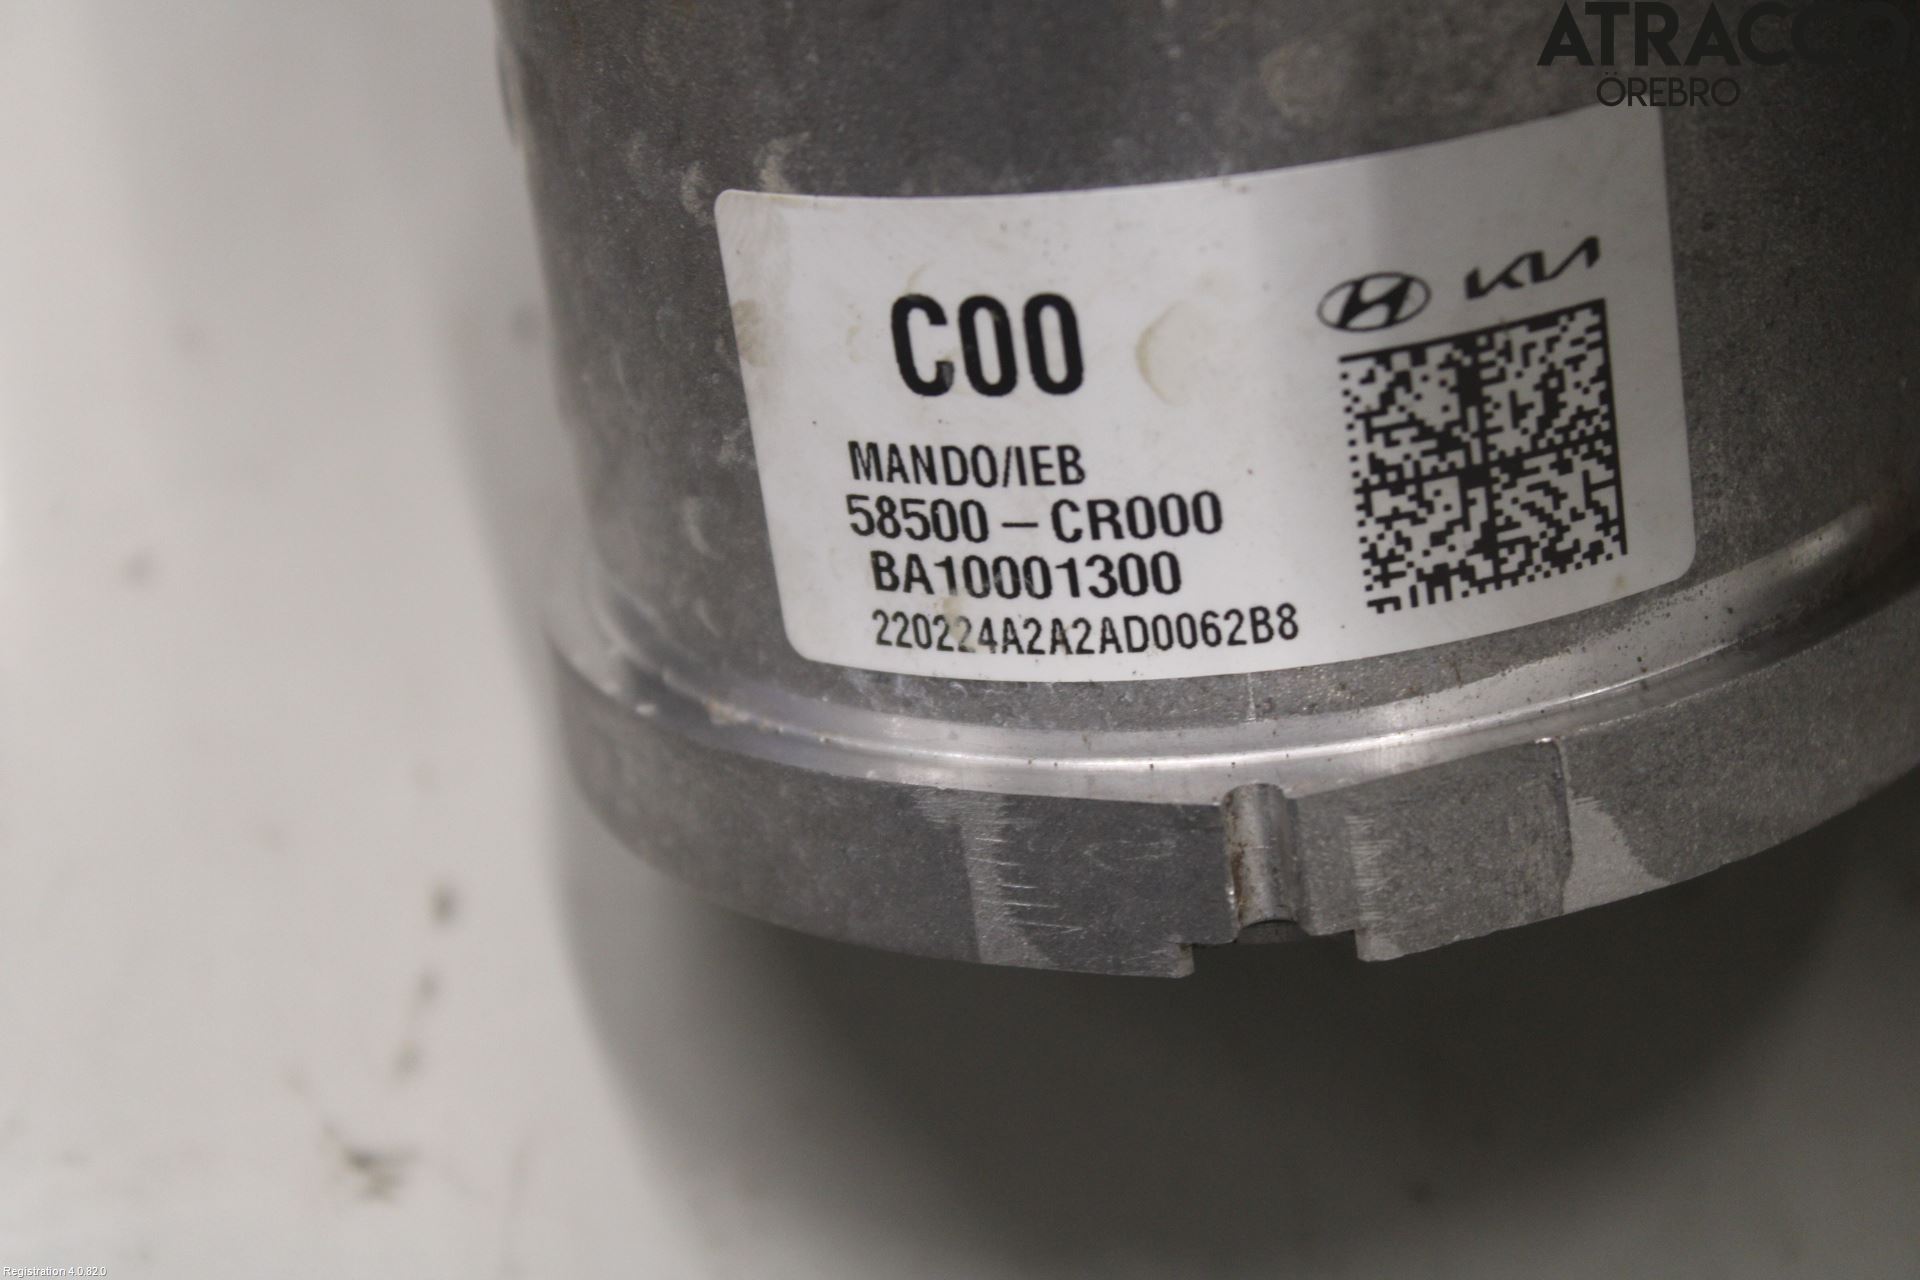 ATRACCO
ÖREBRO
KIA
C00
MANDO/IEB
58500-CR000
BA10001300
220224A2A2AD0062B8
Registration 4.0.82.0